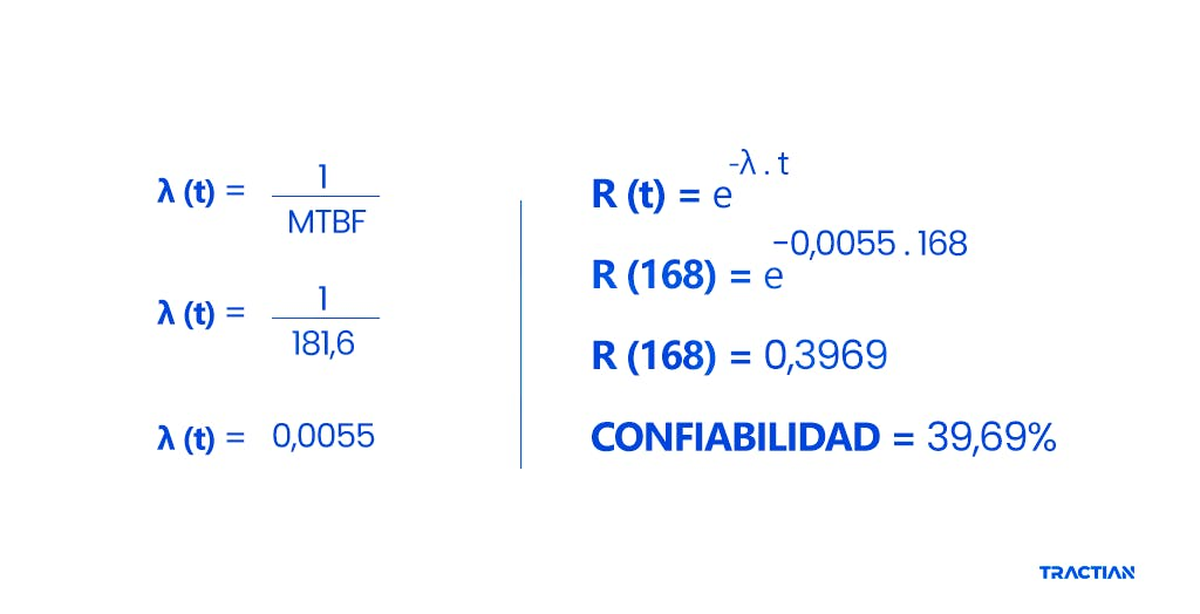 λ (t) = 1
MTBF
λ (t) = 1
181,6
λ (t) = 0,0055
R (t) = e -λ . t
R (168) = e -0,0055 . 168
R (168) = 0,3969
CONFIABILIDAD = 39,69%
TRACTIAN